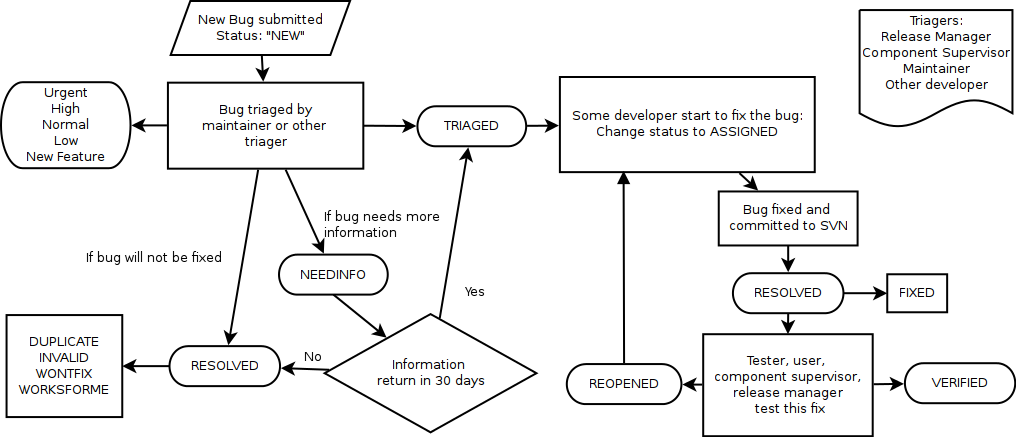 New Bug submitted
Status: "NEW"
Triagers:
Release Manager
Component Supervisor
Maintainer
Other developer
Urgent
High
Normal
Low
New Feature
Bug triaged by
maintainer or other
triager
TRIAGED
Some developer start to fix the bug:
Change status to ASSIGNED
If bug needs more
information
Bug fixed and
committed to SVN
If bug will not be fixed
NEEDINFO
Yes
RESOLVED
FIXED
DUPLICATE
INVALID
WONTFIX
WORKSFORME
RESOLVED
No
Information
return in 30 days
REOPENED
Tester, user,
component supervisor,
release manager
test this fix
VERIFIED